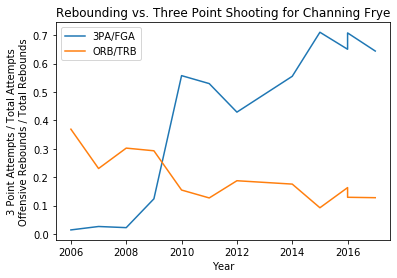 Rebounding vs. Three Point Shooting for Channing Frye
3PA/FGA
ORB/TRB
3 Point Attempts / Total Attempts
Offensive Rebounds / Total Rebounds
0.7
0.6
0.5
0.4
0.3
0.2
0.1
0.0
2006
2008
2010
2012
2014
2016
Year